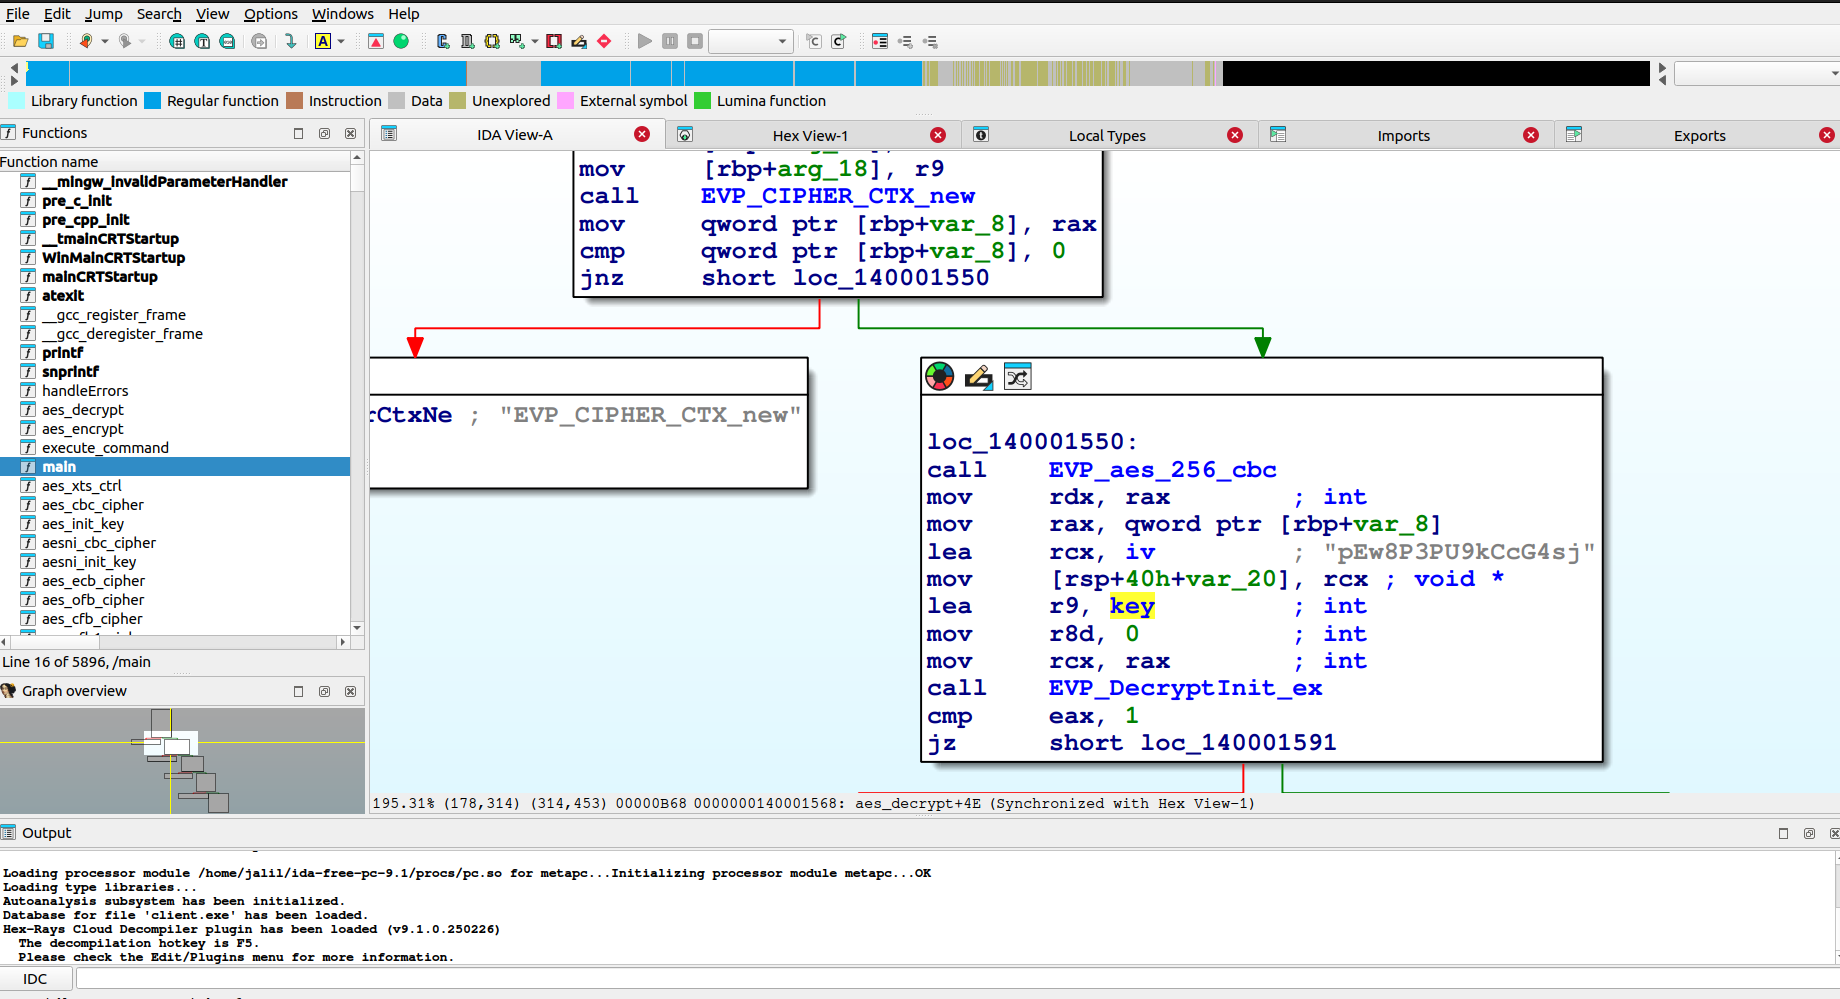 File Edit Jump Search View Options Windows Help
Library function Regular function Instruction Data Unexplored External symbol Lumina function
Functions
IDA View-A
Hex View-1
Local Types
Imports
Exports
Function name
__mingw_invalidParameterHandler
pre_c_init
pre_cpp_init
__tmainCRTStartup
WinMainCRTStartup
mainCRTStartup
atexit
__gcc_register_frame
__gcc_deregister_frame
printf
snprintf
handleErrors
aes_decrypt
aes_encrypt
execute_command
main
aes_xts_ctrl
aes_cbc_cipher
aes_init_key
aesni_cbc_cipher
aesni_init_key
aes_ecb_cipher
aes_ofb_cipher
aes_cfb_cipher
Line 16 of 5896, /main
Graph overview
mov [rbp+arg_18], r9
call EVP_CIPHER_CTX_new
mov qword ptr [rbp+var_8], rax
cmp qword ptr [rbp+var_8], 0
jnz short loc_140001550
rCtxNe ; "EVP_CIPHER_CTX_new"
loc_140001550:
call EVP_aes_256_cbc
mov rdx, rax ; int
mov rax, qword ptr [rbp+var_8]
lea rcx, iv ; "pEw8P3PU9kCcG4sj"
mov [rsp+40h+var_20], rcx ; void *
lea r9, key ; int
mov r8d, 0 ; int
mov rcx, rax ; int
call EVP_DecryptInit_ex
cmp eax, 1
jz short loc_140001591
195.31% (178,314) (314,453) 00000B68 0000000140001568: aes_decrypt+4E (Synchronized with Hex View-1)
Output
Loading processor module /home/jalil/ida-free-pc-9.1/procs/pc.so for metapc...Initializing processor module metapc...OK
Loading type libraries...
Autoanalysis subsystem has been initialized.
Database for file 'client.exe' has been loaded.
Hex-Rays Cloud Decompiler plugin has been loaded (v9.1.0.250226)
The decompilation hotkey is F5.
Please check the Edit/Plugins menu for more information.
IDC